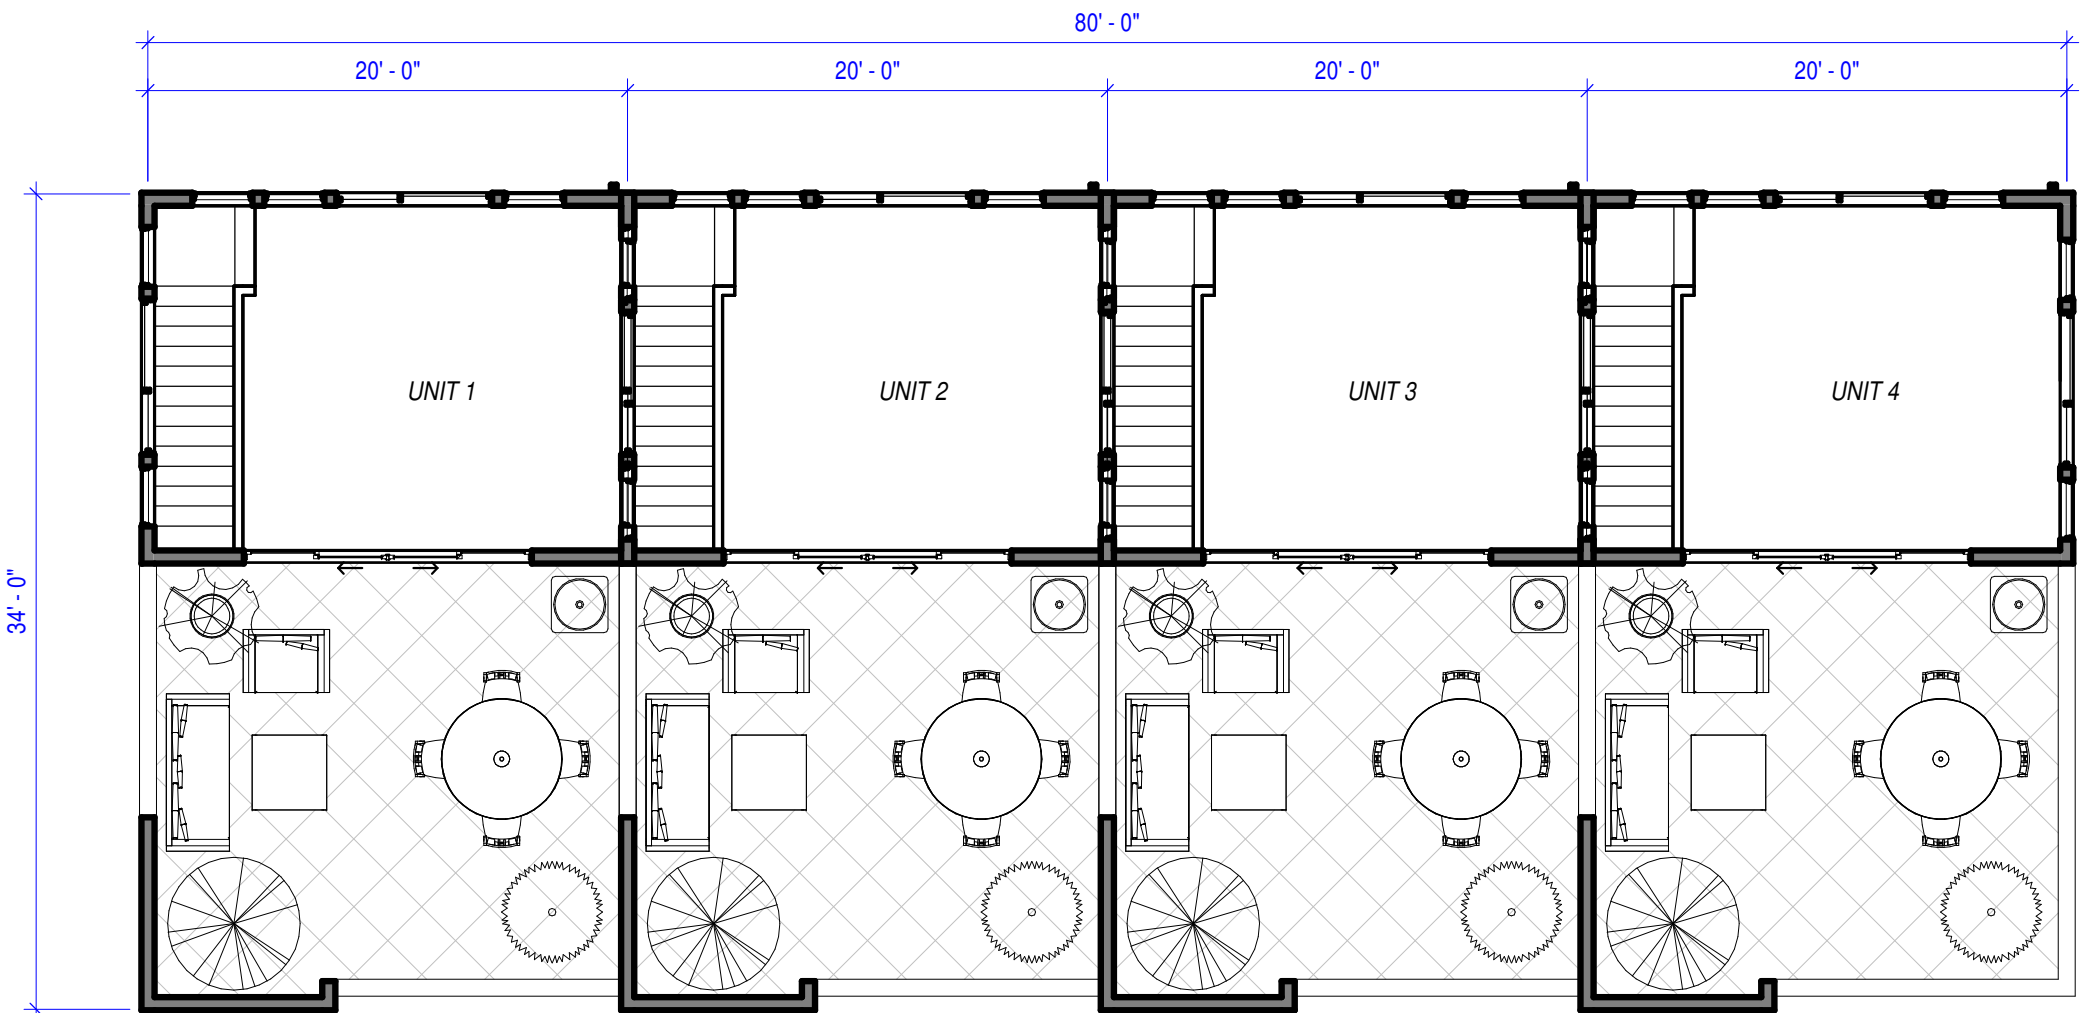 80' - 0"
20' - 0" 20' - 0" 20' - 0" 20' - 0"
34' - 0"
UNIT 1 UNIT 2 UNIT 3 UNIT 4